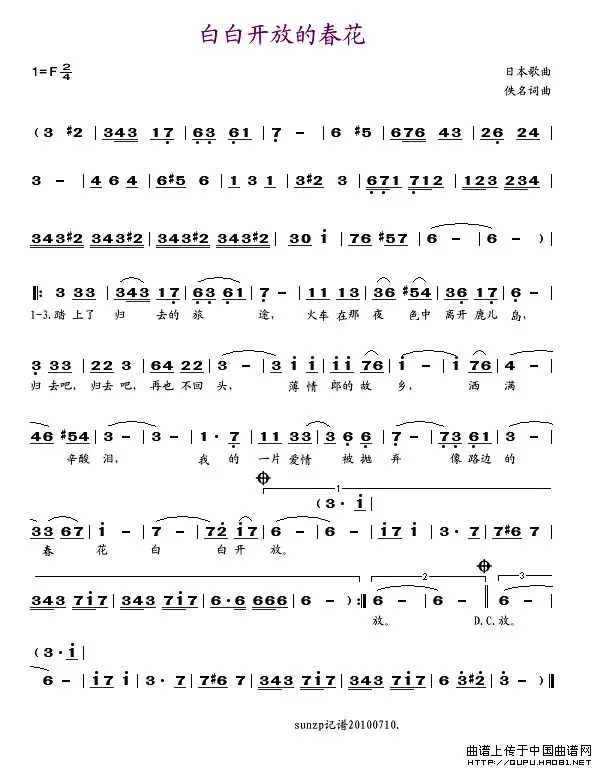 白白开放的春花
1=F 2/4
日本歌曲
佚名词曲
( 3 #2 | 343 17 | 63 61 | 7 - | 6 #5 | 676 43 | 26 24 |
3 - | 4 6 4 | 6#5 6 | 1 3 1 | 3#2 3 | 671 712 | 123 234 |
343#2 343#2 | 343#2 343#2 | 30 i | 76 #57 | 6 - | 6 - )
||: 3 33 | 343 17 | 63 61 | 7 - | 11 13 | 36 #54 | 36 17 | 6 - |
1-3.踏 上了 归 去的 旅 途, 火车 在那 夜 色中 离开 鹿儿 岛,
3 33 | 22 3 | 64 22 | 3 - | 3 i i | ii 76 | i - | i 76 | 4 -
归 去吧, 归去 吧, 再也 不回 头, 薄情 郎的 故 乡, 洒 满
46 #54 | 3 - | 3 - | 1· 7 | 11 33 | 3 6 6 | 7 - | 73 61 | 3 -
辛酸 泪, 我 的 一片 爱情 被抛 弃 像 路边 的
1
(3· i |
33 67 | i - | 7 - | 72 i7 | 6 - | 6 - | i7 i | 3· 7 | 7#6 7 |
春 花 白 白开 放。
2 3
343 7i7 | 343 7i7 | 6·6 666 | 6 - ):|| 6 - || 6 -
放。 D.C.放。
(3·i |
6 - | i7 i | 3· 7 | 7#6 7 | 343 7i7 | 343 7i7 | 6 3#2 | 3 - )||
sunzp记谱20100710.
曲谱上传于中国曲谱网
HTTP://QUPU.HAO81.NET